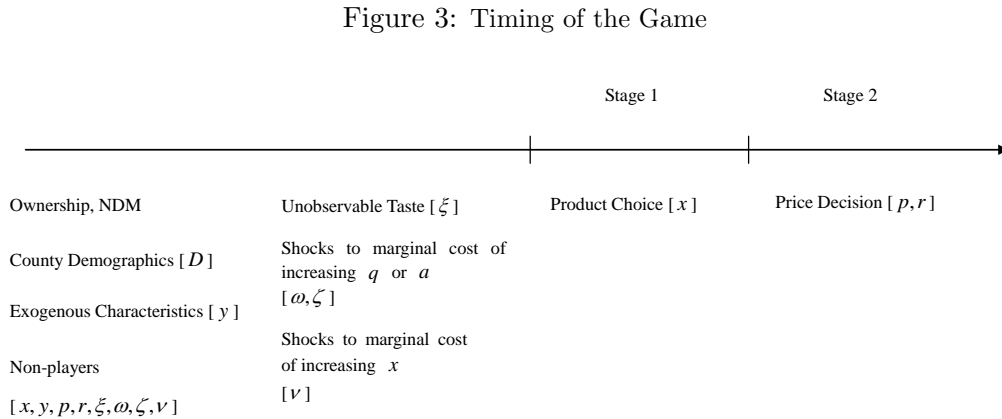 Figure 3: Timing of the Game
Stage 1
Stage 2
Ownership, NDM
County Demographics [ D ]
Exogenous Characteristics [ y ]
Non-players
[ x, y, p, r, ξ, ω, ζ, ν ]
Unobservable Taste [ ξ ]
Shocks to marginal cost of
increasing q or a
[ ω, ζ ]
Shocks to marginal cost
of increasing x
[ ν ]
Product Choice [ x ]
Price Decision [ p, r ]